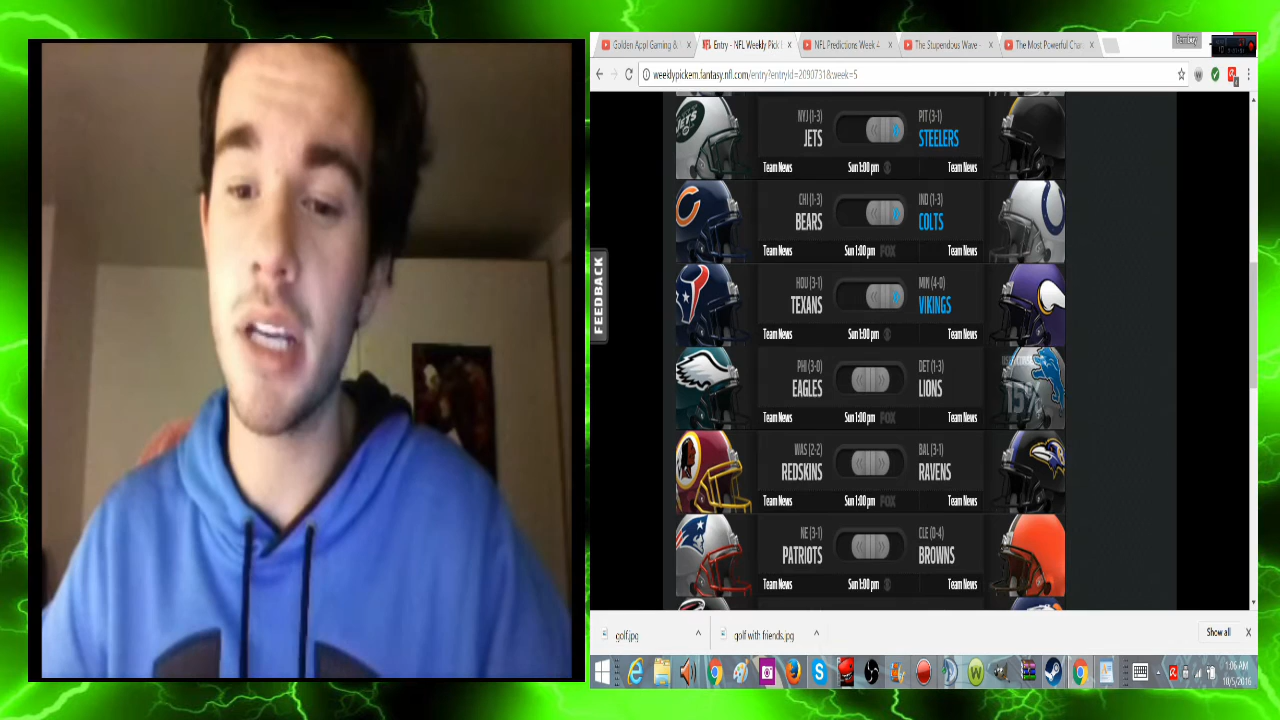 Golden Appl Gaming &
Entry - NFL Weekly Pick
NFL Predictions Week 4
The Stupendous Wave -
The Most Powerful Cha
weeklypickem.fantasy.nfl.com/entry?entryId=2090731&week=5
NYJ (1-3) PIT (3-1)
JETS STEELERS
Team News Sun 1:00 pm Team News
CHI (1-3) IND (1-3)
BEARS COLTS
Team News Sun 1:00 pm FOX Team News
HOU (3-1) MIN (4-0)
TEXANS VIKINGS
Team News Sun 1:00 pm Team News
PHI (3-0) DET (1-3)
EAGLES LIONS
15%
Team News Sun 1:00 pm FOX Team News
WAS (2-2) BAL (3-1)
REDSKINS RAVENS
Team News Sun 1:00 pm FOX Team News
NE (3-1) CLE (0-4)
PATRIOTS BROWNS
Team News Sun 1:00 pm Team News
FEEDBACK
golf.jpg
golf with friends.jpg
Show all
1:06 AM
10/5/2016